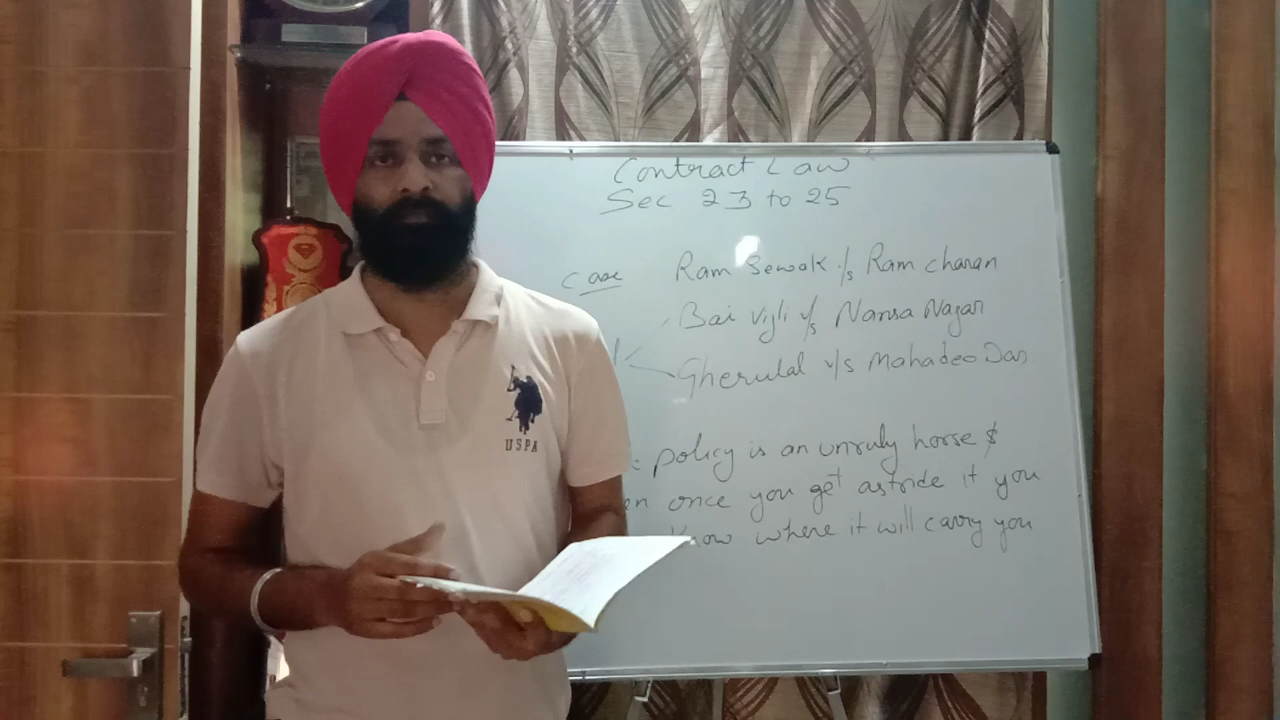 Contract Law
Sec 23 to 25
case Ram Sewak v/s Ram charan
Bai Vijli v/s Nansa Nagar
Gherulal v/s Mahadeo Das
policy is an unruly horse &
once you get astride it you
know where it will carry you
USPA